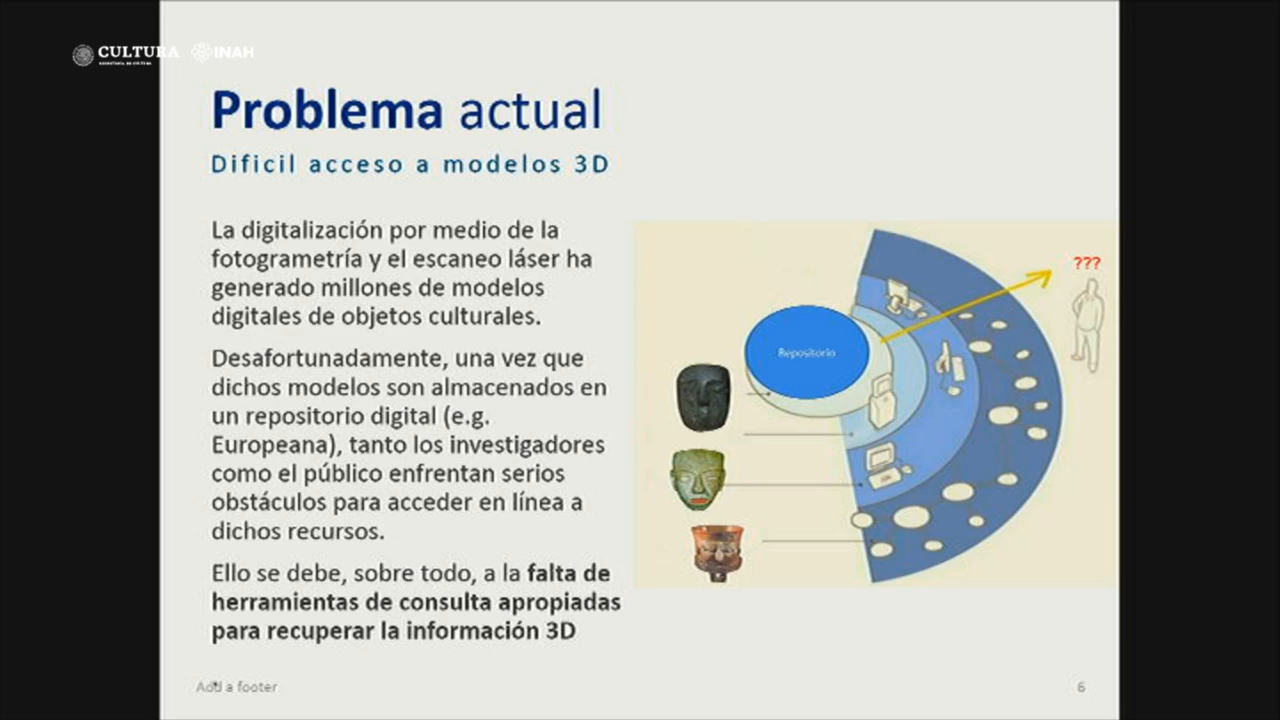 CULTURA
SECRETARÍA DE CULTURA
INAH
Problema actual
Dificil acceso a modelos 3D
La digitalización por medio de la
fotogrametría y el escaneo láser ha
generado millones de modelos
digitales de objetos culturales.
Desafortunadamente, una vez que
dichos modelos son almacenados en
un repositorio digital (e.g.
Europeana), tanto los investigadores
como el público enfrentan serios
obstáculos para acceder en línea a
dichos recursos.
Ello se debe, sobre todo, a la falta de
herramientas de consulta apropiadas
para recuperar la información 3D
Repositorio
???
Add a footer
6